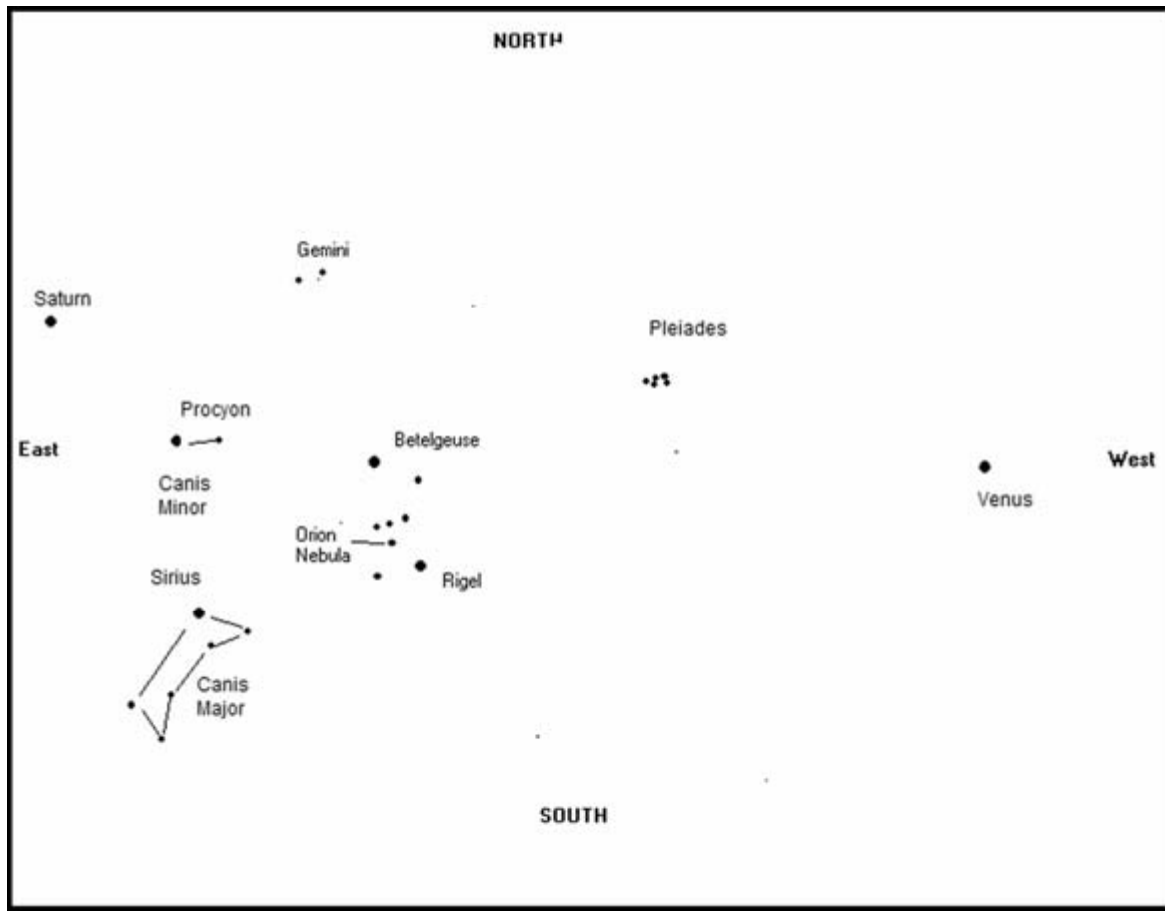 NORTH
Gemini
Saturn
Pleiades
Procyon
Betelgeuse
East
West
Canis
Minor
Venus
Orion
Nebula
Sirius
Rigel
Canis
Major
SOUTH